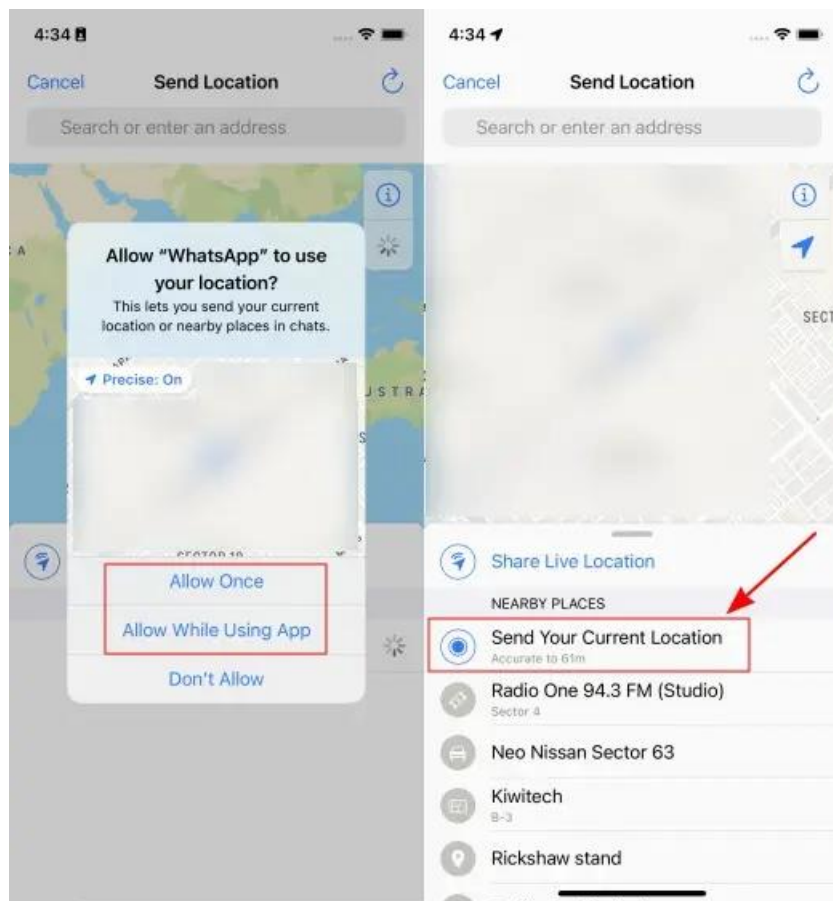 4:34
Cancel
Send Location
Search or enter an address
A
Allow “WhatsApp” to use
your location?
This lets you send your current
location or nearby places in chats.
Precise: On
USTRA
S
Allow Once
Allow While Using App
Don't Allow
4:34
Cancel
Send Location
Search or enter an address
SECT
Share Live Location
NEARBY PLACES
Send Your Current Location
Accurate to 61m
Radio One 94.3 FM (Studio)
Sector 4
Neo Nissan Sector 63
Kiwitech
B-3
Rickshaw stand